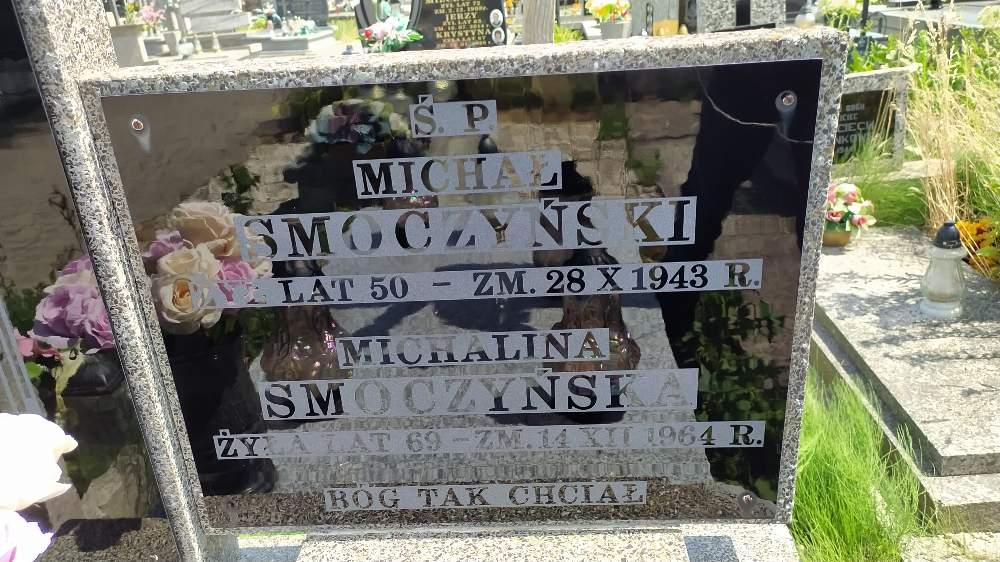 Ś. P.
MICHAŁ
SMOCZYŃSKI
LAT 50 – ZM. 28 X 1943 R.
MICHALINA
SMOCZYŃSKA
ŻYŁA LAT 69 – ZM. 14 XII 1964 R.
BÓG TAK CHCIAŁ
JERZY